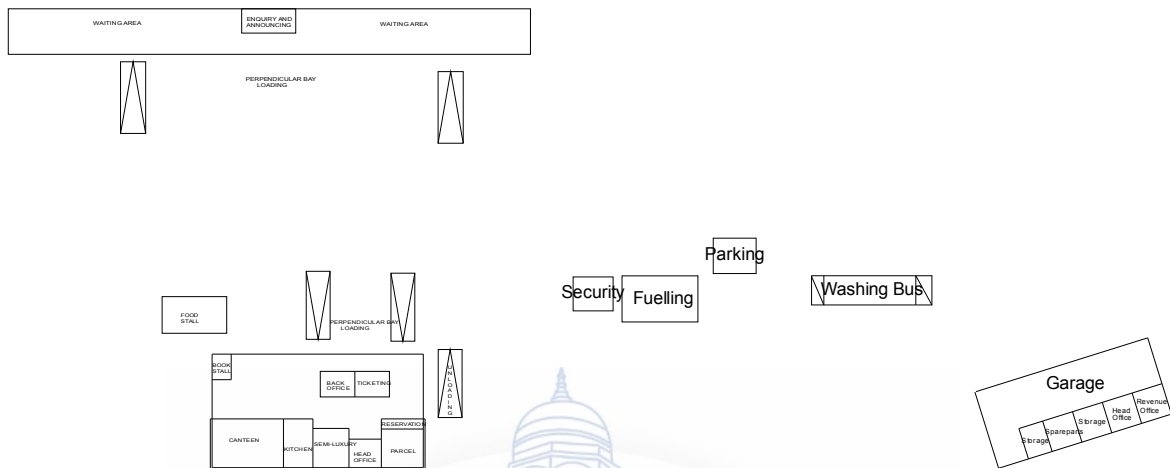 WAITING AREA
ENQUIRY AND
ANNOUNCING
WAITING AREA
PERPENDICULAR BAY
LOADING
Parking
Security
Fuelling
Washing Bus
FOOD
STALL
PERPENDICULAR BAY
LOADING
BOOK
STALL
BACK
OFFICE
TICKETING
UNLOADING
CANTEEN
KITCHEN
SEMI-LUXURY
HEAD
OFFICE
RESERVATION
PARCEL
Garage
Storage
Spareparts
Storage
Head
Office
Revenue
Office